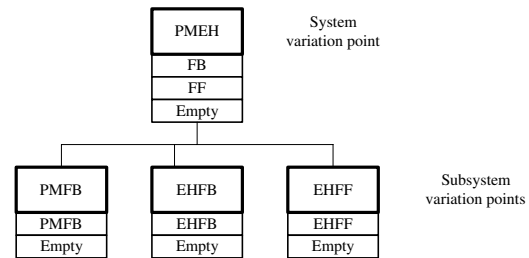 PMEH
System
variation point
FB
FF
Empty
PMFB
EHFB
EHFF
Subsystem
variation points
PMFB
EHFB
EHFF
Empty
Empty
Empty